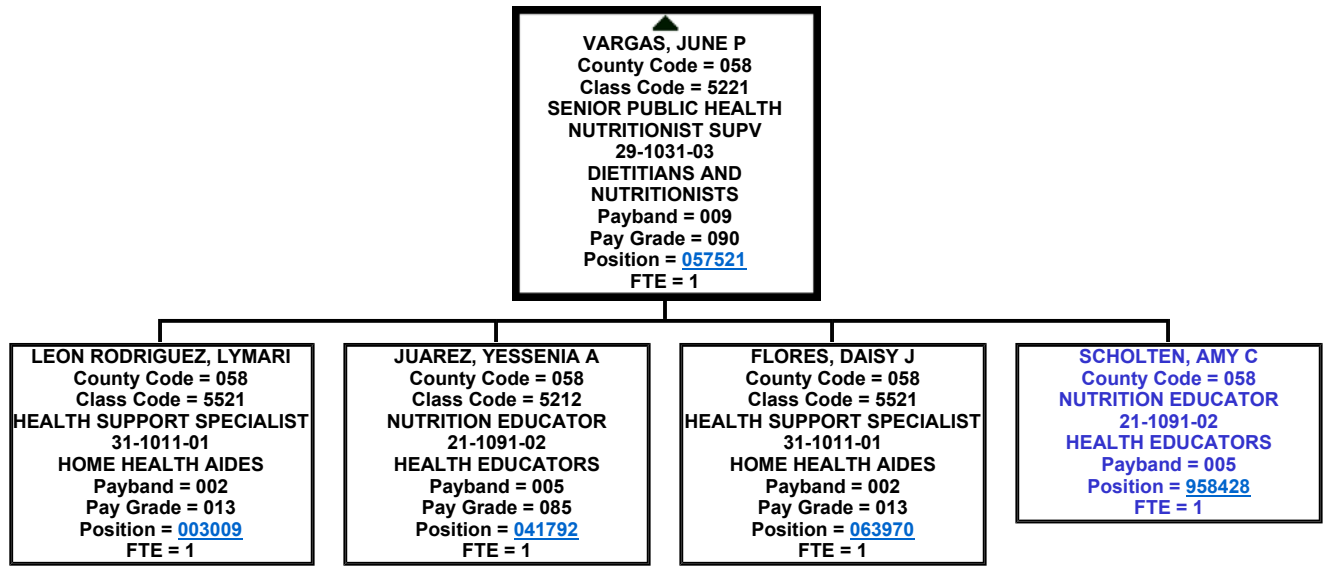 VARGAS, JUNE P
County Code = 058
Class Code = 5221
SENIOR PUBLIC HEALTH
NUTRITIONIST SUPV
29-1031-03
DIETITIANS AND
NUTRITIONISTS
Payband = 009
Pay Grade = 090
Position = 057521
FTE = 1
LEON RODRIGUEZ, LYMARI
County Code = 058
Class Code = 5521
HEALTH SUPPORT SPECIALIST
31-1011-01
HOME HEALTH AIDES
Payband = 002
Pay Grade = 013
Position = 003009
FTE = 1
JUAREZ, YESSENIA A
County Code = 058
Class Code = 5212
NUTRITION EDUCATOR
21-1091-02
HEALTH EDUCATORS
Payband = 005
Pay Grade = 085
Position = 041792
FTE = 1
FLORES, DAISY J
County Code = 058
Class Code = 5521
HEALTH SUPPORT SPECIALIST
31-1011-01
HOME HEALTH AIDES
Payband = 002
Pay Grade = 013
Position = 063970
FTE = 1
SCHOLTEN, AMY C
County Code = 058
NUTRITION EDUCATOR
21-1091-02
HEALTH EDUCATORS
Payband = 005
Position = 958428
FTE = 1